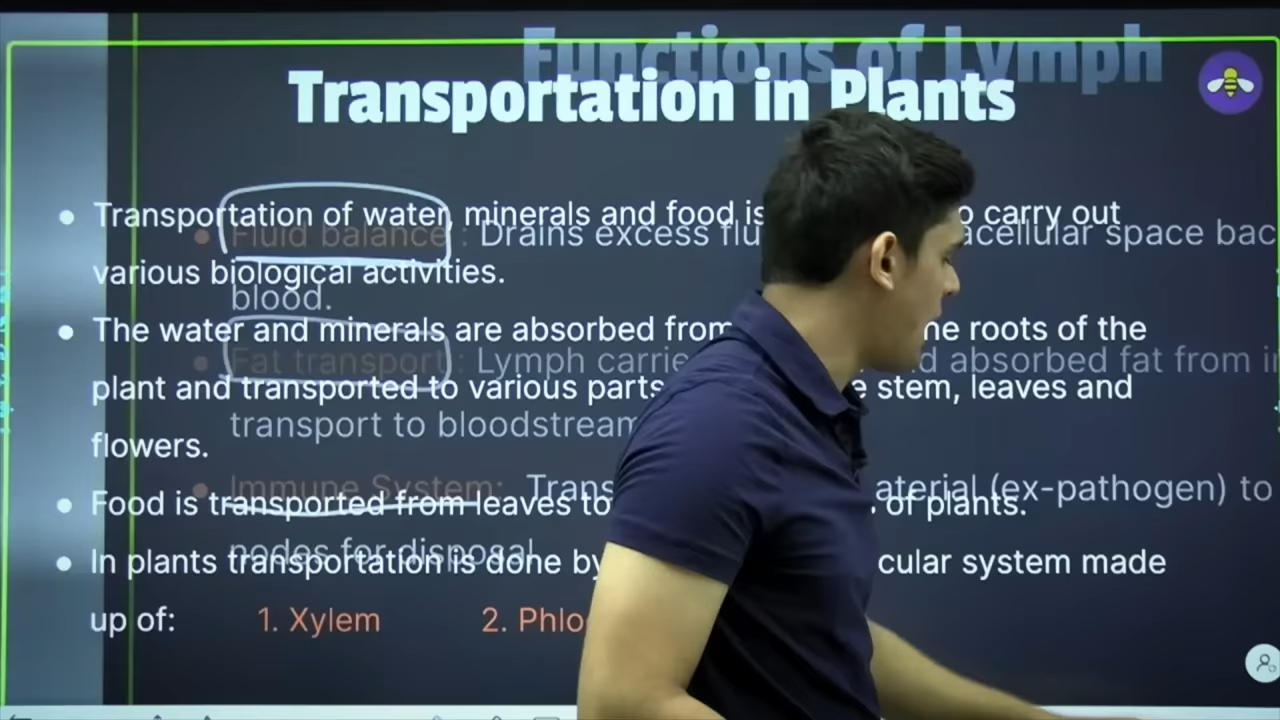 Functions of Lymph
Transportation in Plants
Transportation of water, minerals and food is o carry out
Fluid balance : Drains excess flu acellular space bac
various biological activities.
blood.
The water and minerals are absorbed from he roots of the
Fat transport : Lymph carrie d absorbed fat from in
plant and transported to various parts e stem, leaves and
transport to bloodstream
flowers.
Immune System: Trans aterial (ex-pathogen) to
Food is transported from leaves to of plants.
nodes for disposal
In plants transportation is done by cular system made
up of: 1. Xylem 2. Phlo